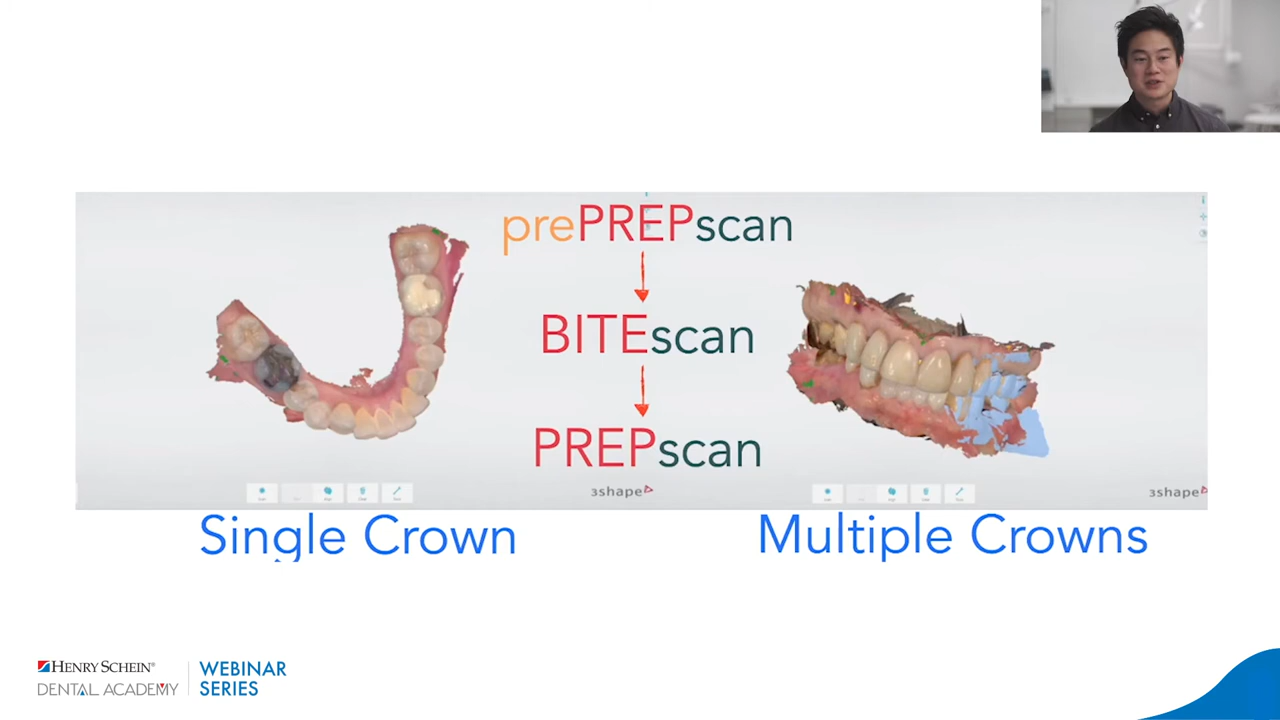 prePREPscan
BITEscan
PREPscan
3shape
3shape
Single Crown
Multiple Crowns
HENRY SCHEIN®
DENTAL ACADEMY
WEBINAR
SERIES